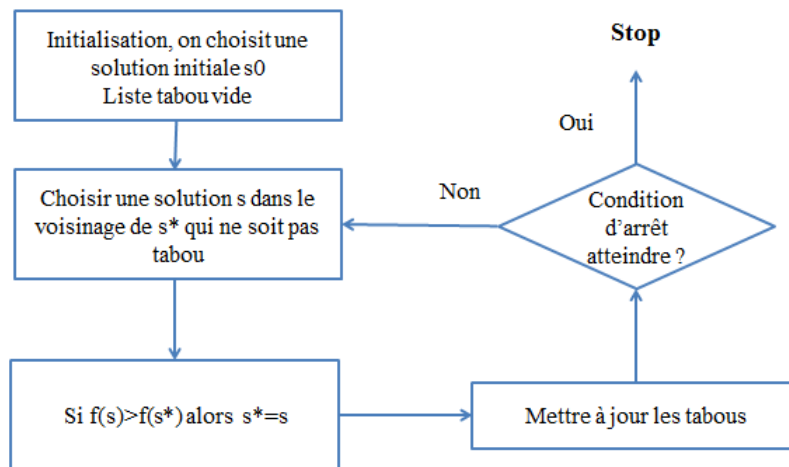 Initialisation, on choisit une
solution initiale s0
Liste tabou vide
Choisir une solution s dans le
voisinage de s* qui ne soit pas
tabou
Si f(s)>f(s*) alors s*=s
Mettre à jour les tabous
Condition
d'arrêt
atteindre ?
Non
Oui
Stop